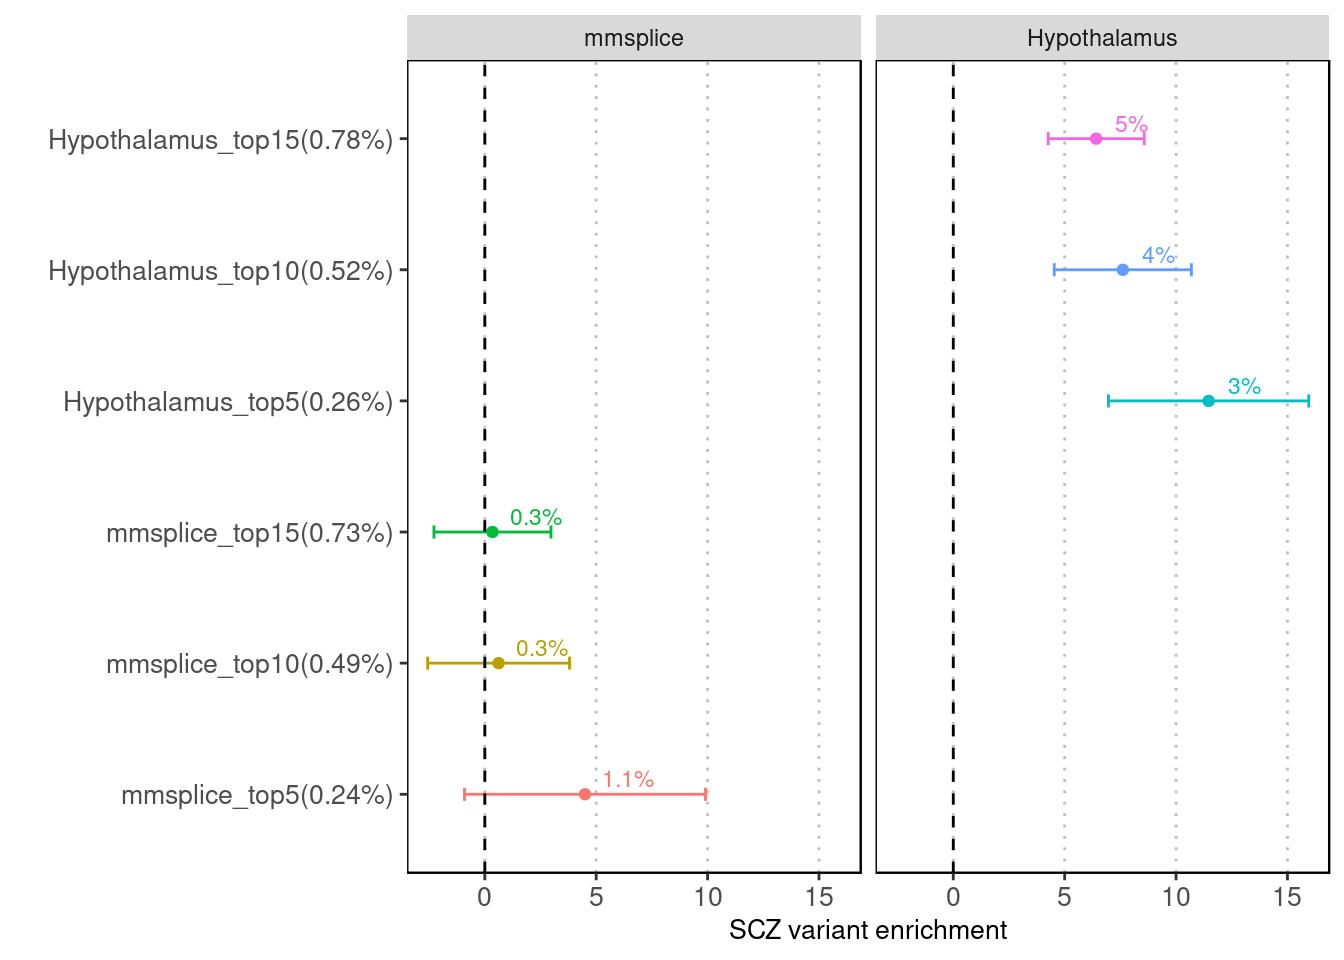 mmsplice
Hypothalamus
Hypothalamus_top15(0.78%)
5%
Hypothalamus_top10(0.52%)
4%
Hypothalamus_top5(0.26%)
3%
mmsplice_top15(0.73%)
0.3%
mmsplice_top10(0.49%)
0.3%
mmsplice_top5(0.24%)
1.1%
0 5 10 15
0 5 10 15
SCZ variant enrichment